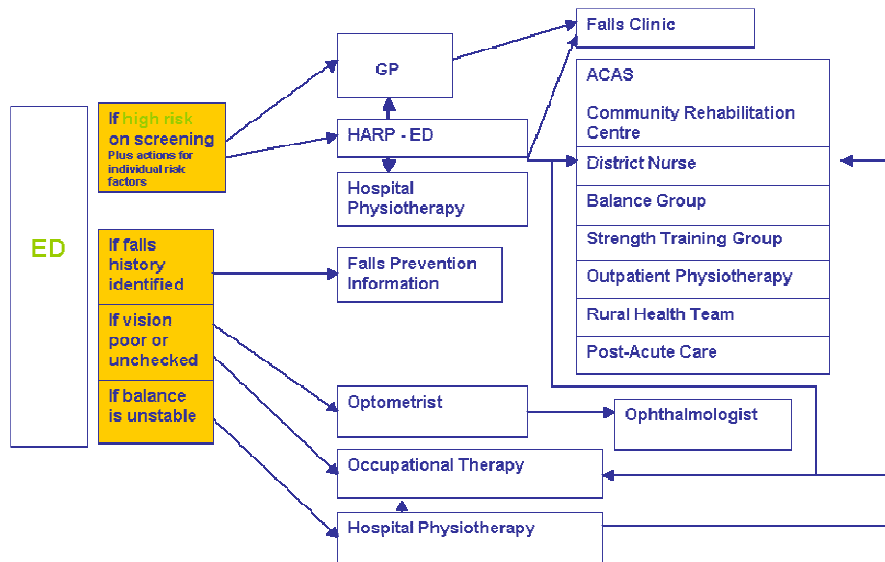 ED
If high risk
on screening
Plus actions for
individual risk
factors
If falls
history
identified
If vision
poor or
unchecked
If balance
is unstable
GP
HARP - ED
Hospital
Physiotherapy
Falls Prevention
Information
Optometrist
Occupational Therapy
Hospital Physiotherapy
Falls Clinic
ACAS
Community Rehabilitation
Centre
District Nurse
Balance Group
Strength Training Group
Outpatient Physiotherapy
Rural Health Team
Post-Acute Care
Ophthalmologist